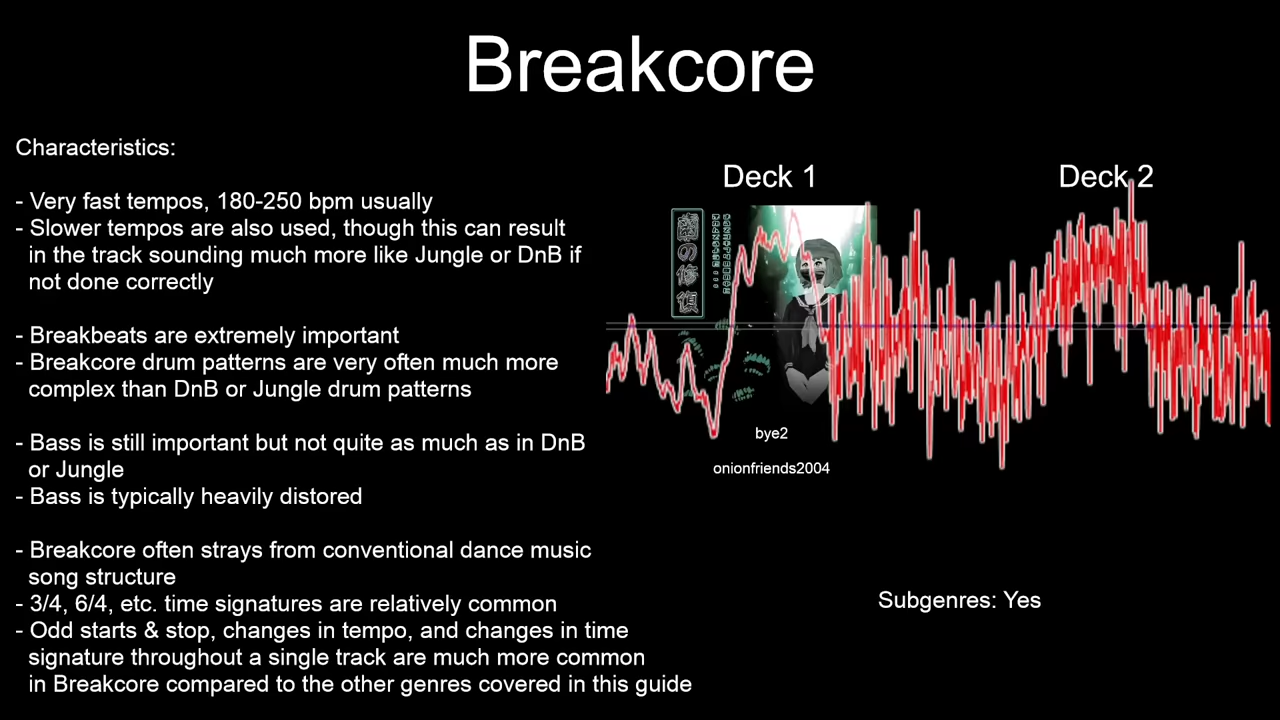 Breakcore
Characteristics:
- Very fast tempos, 180-250 bpm usually
- Slower tempos are also used, though this can result
in the track sounding much more like Jungle or DnB if
not done correctly
- Breakbeats are extremely important
- Breakcore drum patterns are very often much more
complex than DnB or Jungle drum patterns
- Bass is still important but not quite as much as in DnB
or Jungle
- Bass is typically heavily distored
- Breakcore often strays from conventional dance music
song structure
- 3/4, 6/4, etc. time signatures are relatively common
- Odd starts & stop, changes in tempo, and changes in time
signature throughout a single track are much more common
in Breakcore compared to the other genres covered in this guide
Deck 1
Deck 2
の修
bye2
onionfriends2004
Subgenres: Yes